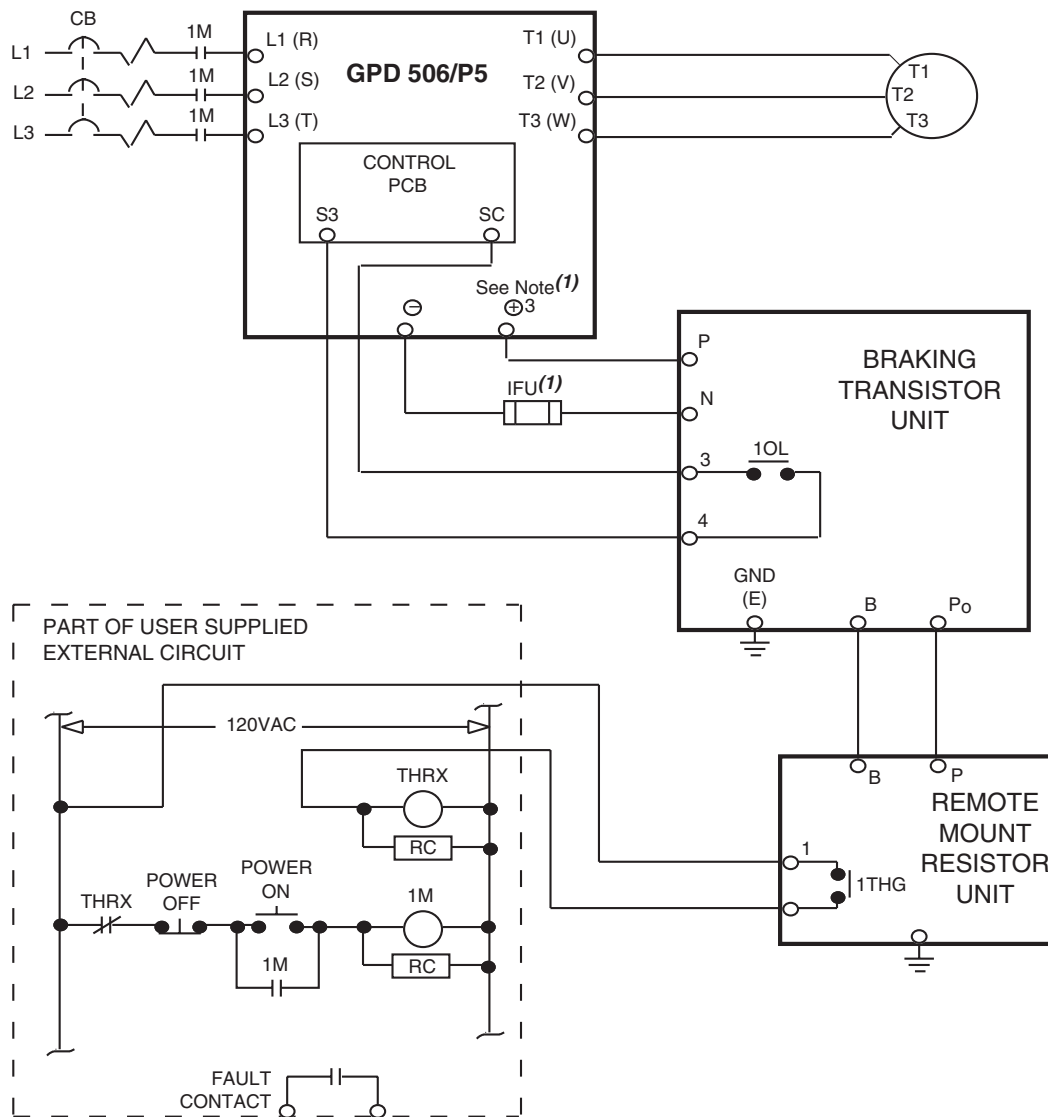 CB
1M
L1
L1 (R)
T1 (U)
T1
GPD 506/P5
1M
L2
L2 (S)
T2 (V)
T2
1M
L3
L3 (T)
T3 (W)
T3
CONTROL
PCB
S3
SC
See Note(1)
− + 3
P
BRAKING
TRANSISTOR
UNIT
IFU(1)
N
1OL
3
4
GND
(E)
B
Po
PART OF USER SUPPLIED
EXTERNAL CIRCUIT
120VAC
THRX
RC
B
P
REMOTE
MOUNT
RESISTOR
UNIT
1
1THG
THRX
POWER
OFF
POWER
ON
1M
RC
1M
FAULT
CONTACT